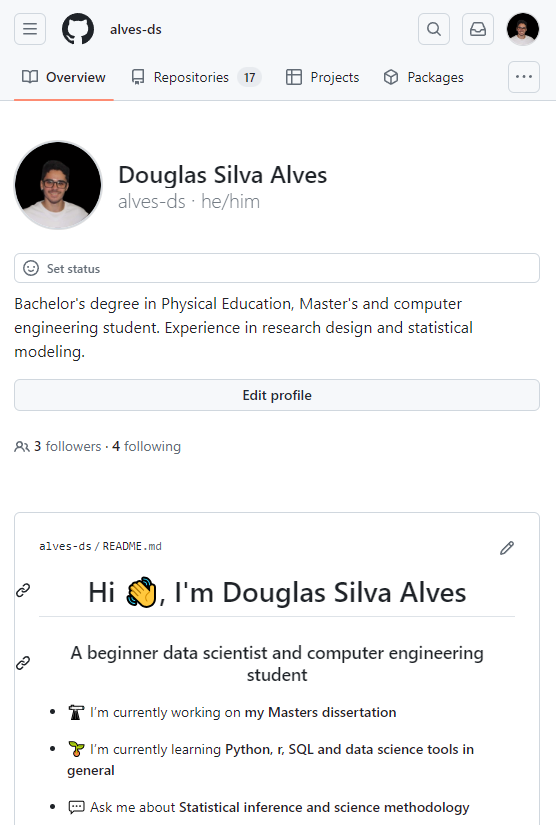 alves-ds
Overview
Repositories 17
Projects
Packages
Douglas Silva Alves
alves-ds · he/him
Set status
Bachelor's degree in Physical Education, Master's and computer
engineering student. Experience in research design and statistical
modeling.
Edit profile
3 followers · 4 following
alves-ds/README.md
Hi 👋, I'm Douglas Silva Alves
A beginner data scientist and computer engineering
student
I'm currently working on my Masters dissertation
🌱 I'm currently learning Python, r, SQL and data science tools in
general
💬 Ask me about Statistical inference and science methodology